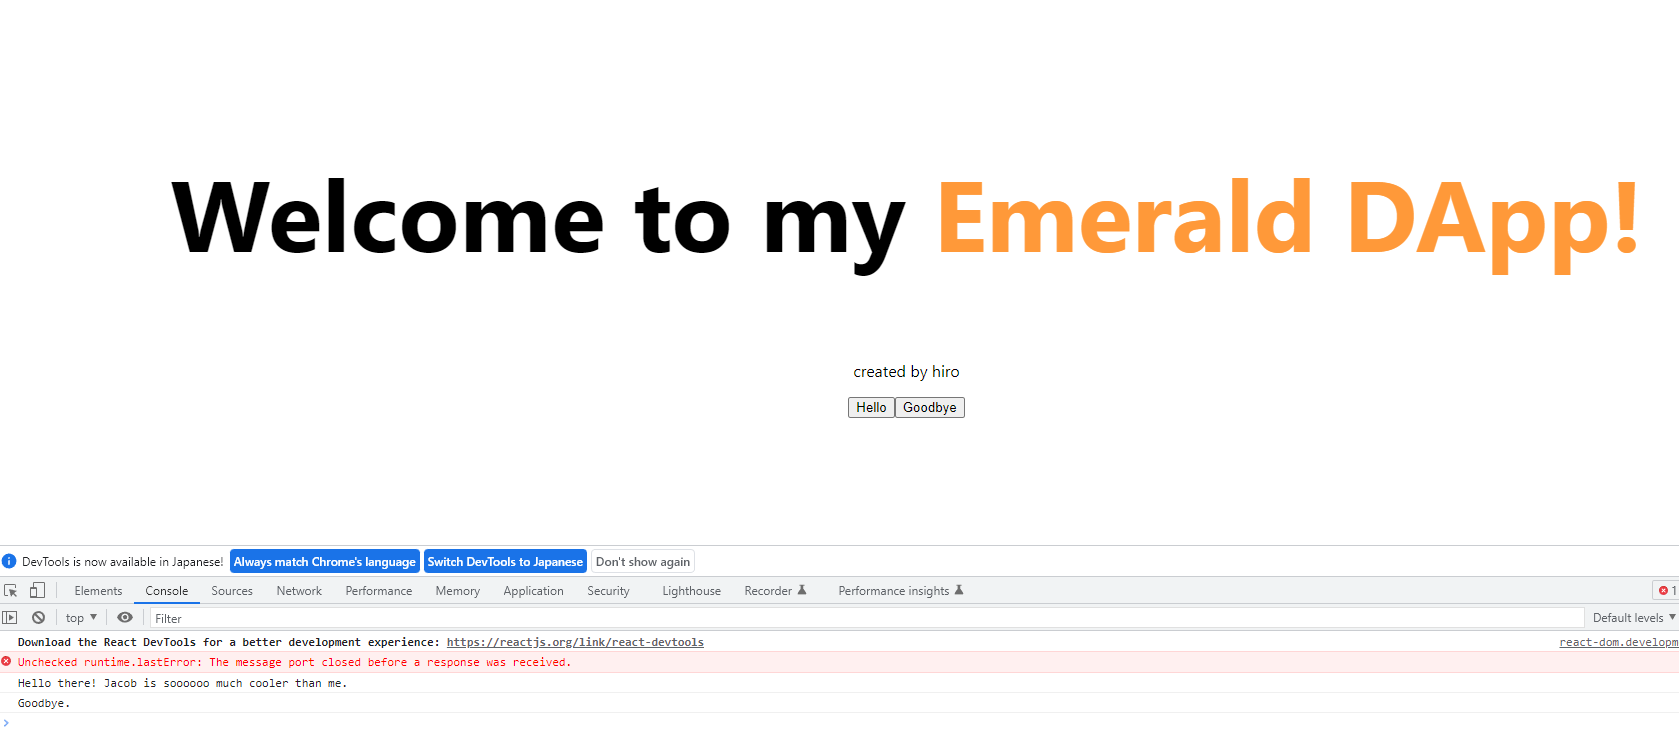 Welcome to my Emerald DApp!
created by hiro
Hello Goodbye
DevTools is now available in Japanese! Always match Chrome's language Switch DevTools to Japanese Don't show again
Elements Console Sources Network Performance Memory Application Security Lighthouse Recorder Performance insights 1
top Filter Default levels
Download the React DevTools for a better development experience: https://reactjs.org/link/react-devtools react-dom.developm
Unchecked runtime.lastError: The message port closed before a response was received.
Hello there! Jacob is soooooo much cooler than me.
Goodbye.